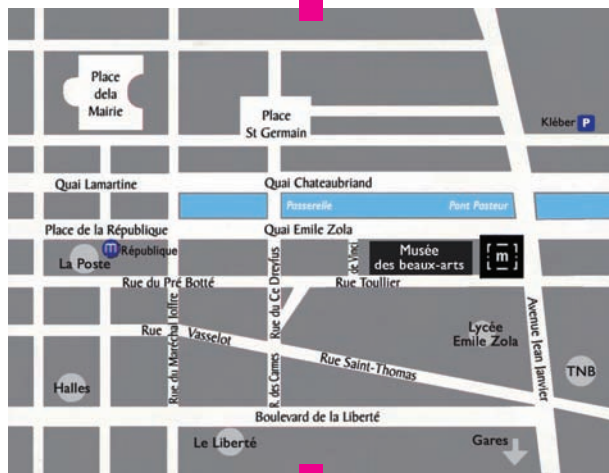 Place
dela
Mairie
Place
St Germain
Kléber P
Quai Lamartine
Quai Chateaubriand
Passerelle
Pont Pasteur
Place de la République
Quai Emile Zola
m République
La Poste
Rue du Pré Botté
Rue du Maréchal Joffre
Rue du Ce Dreyfus
de Vinci
Musée
des beaux-arts
m
Rue Toullier
Avenue Jean Janvier
Rue Vasselot
Rue Saint-Thomas
Lycée
Emile Zola
TNB
Halles
R. des Carmes
Boulevard de la Liberté
Le Liberté
Gares